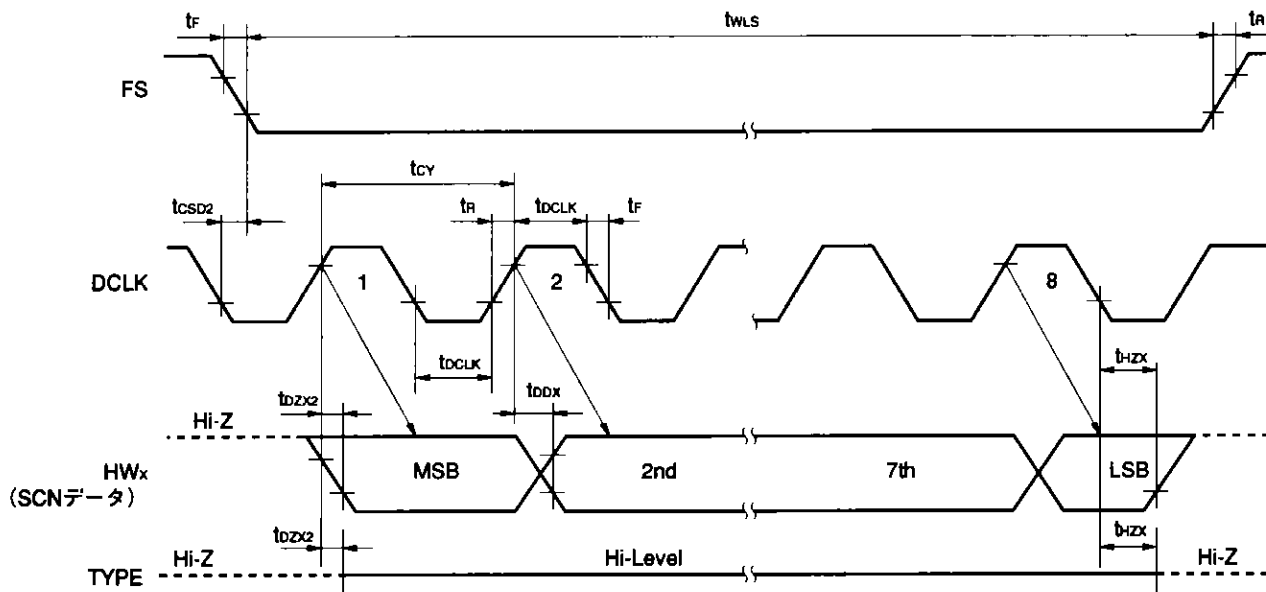 tF
tWLS
tR
FS
tCY
tCSD2
tR
tDCLK
tF
DCLK
1
2
8
tDCLK
tDDX
tHZX
tDZX2
Hi-Z
HWx
(SCNデータ)
MSB
2nd
7th
LSB
tDZX2
tHZX
Hi-Z
Hi-Level
Hi-Z
TYPE